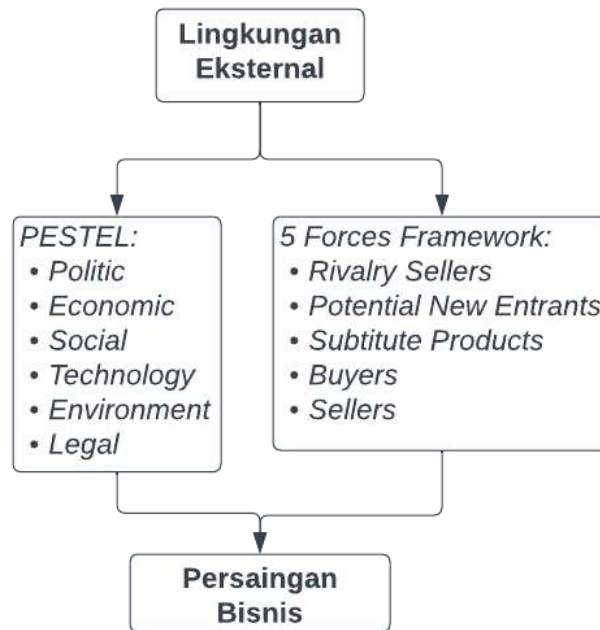 Lingkungan
Eksternal
PESTEL:
• Politic
• Economic
• Social
• Technology
• Environment
• Legal
5 Forces Framework:
• Rivalry Sellers
• Potential New Entrants
• Subtitute Products
• Buyers
• Sellers
Persaingan
Bisnis